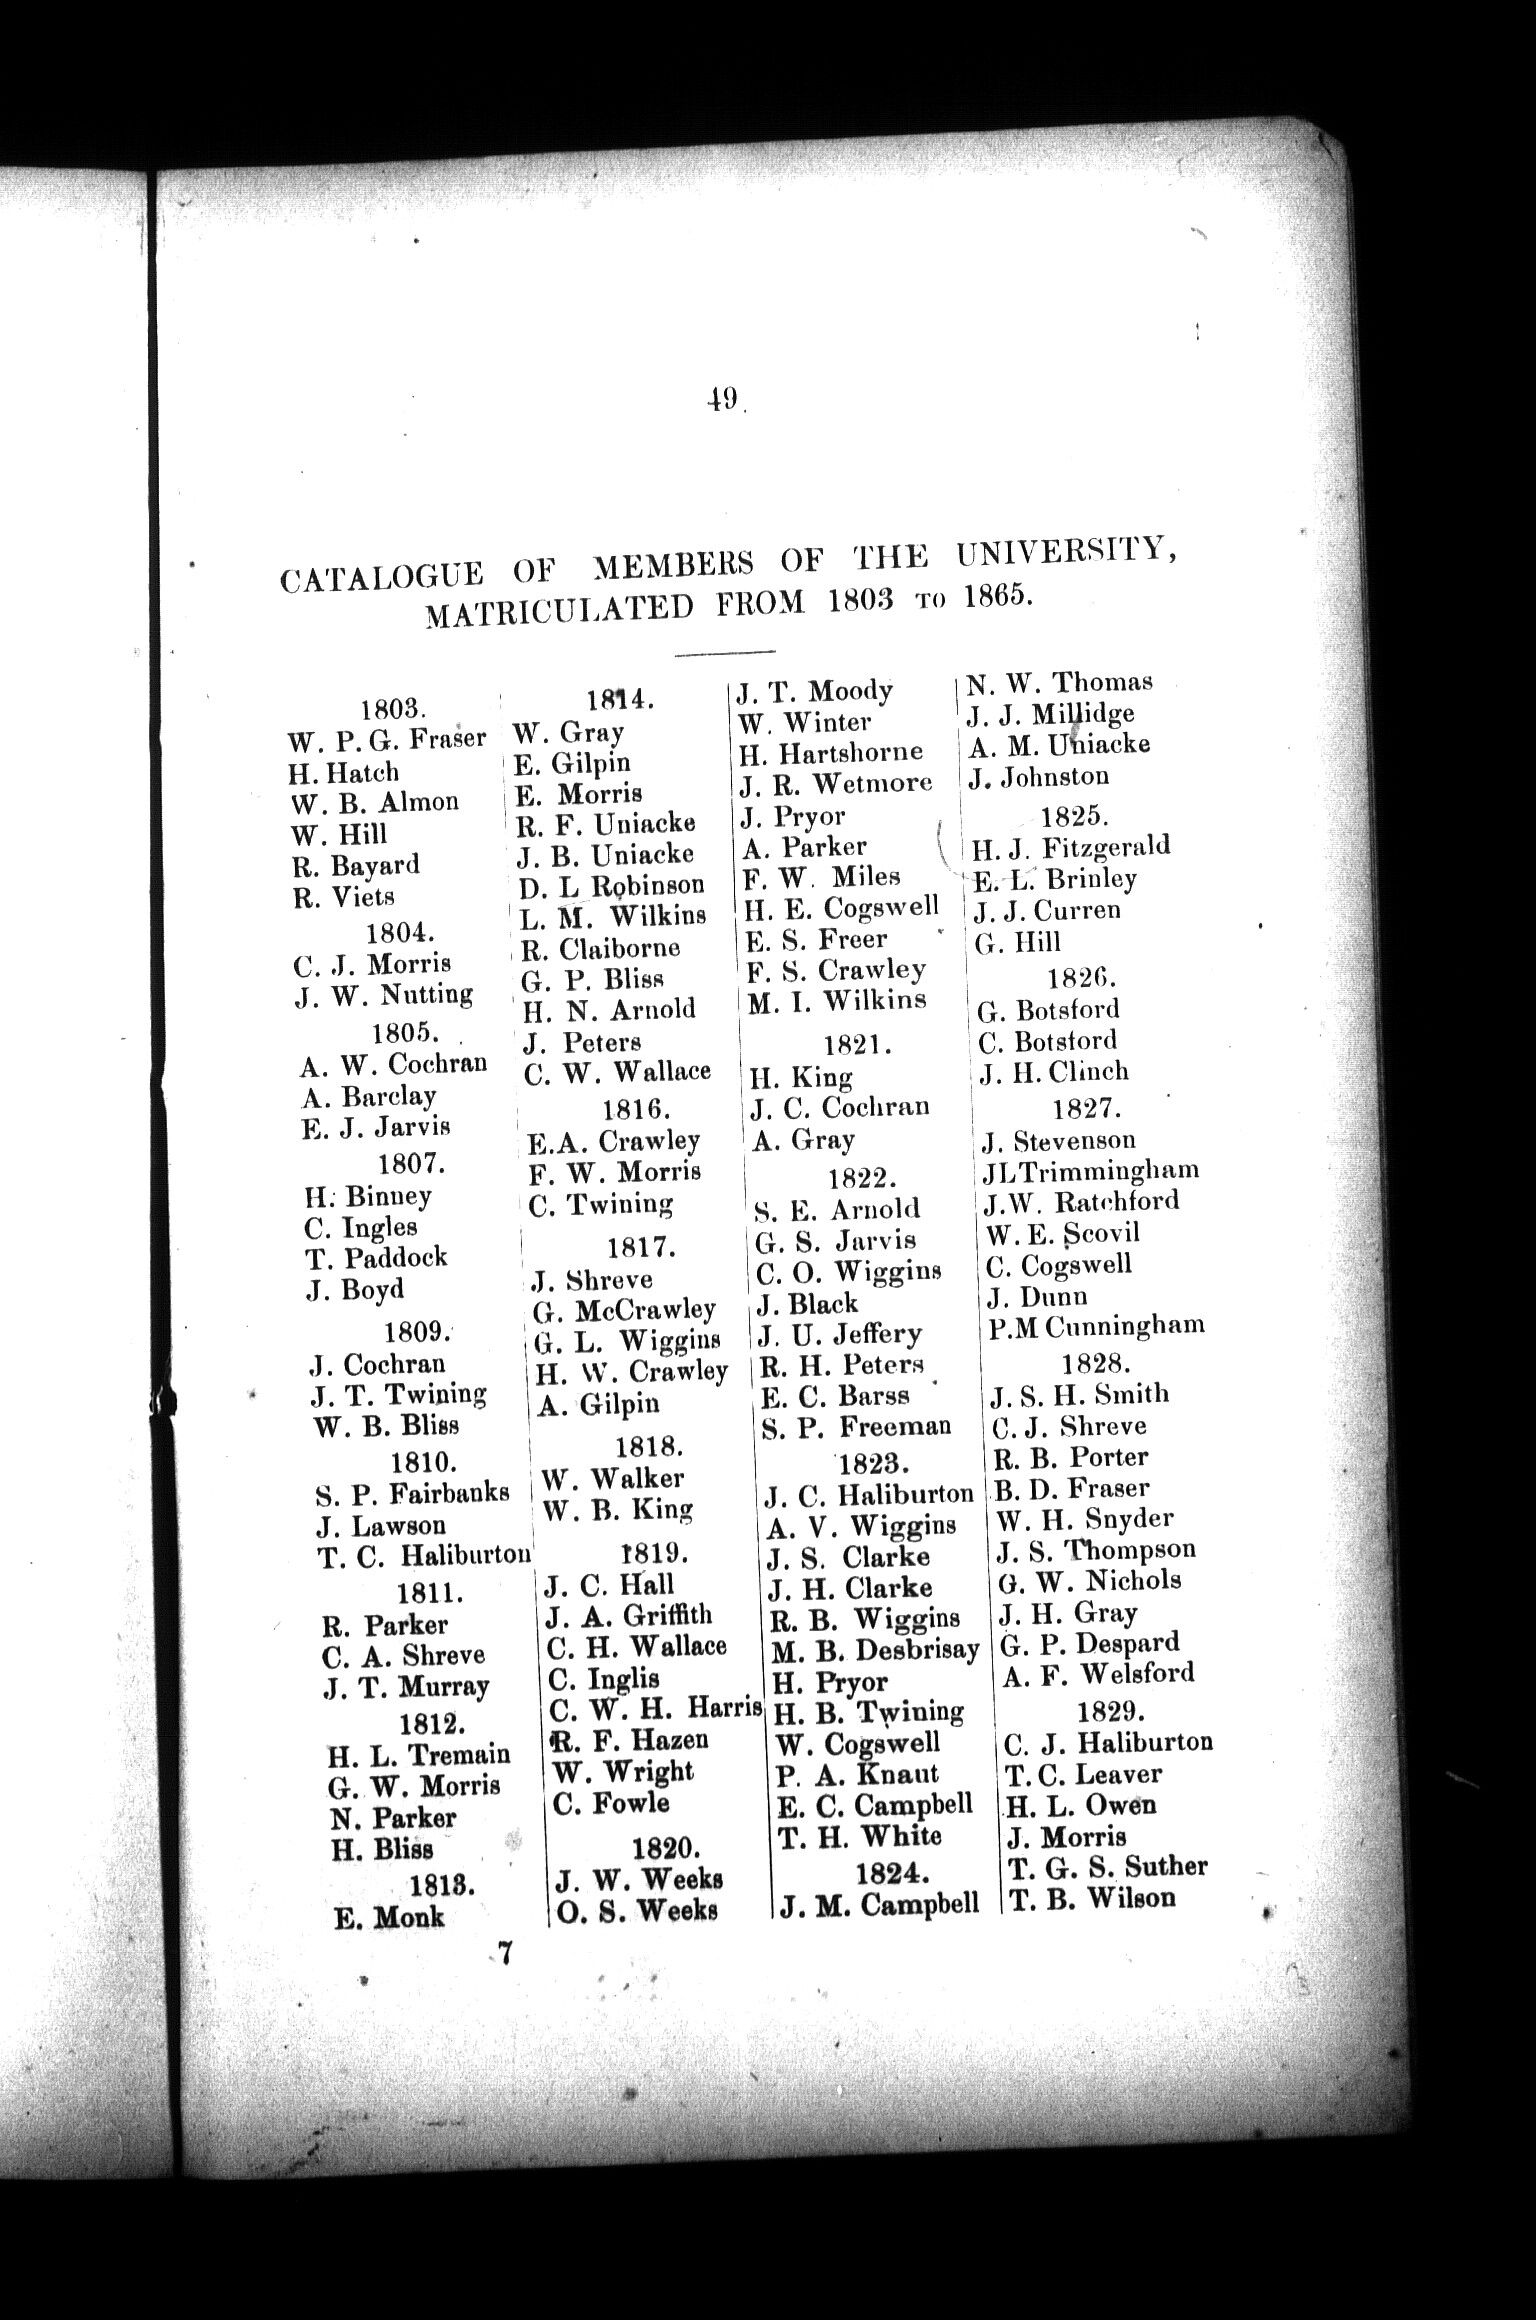 49
CATALOGUE OF MEMBERS OF THE UNIVERSITY,
MATRICULATED FROM 1803 TO 1865.
1803.
W. P. G. Fraser
H. Hatch
W. B. Almon
W. Hill
R. Bayard
R. Viets
1804.
C. J. Morris
J. W. Nutting
1805.
A. W. Cochran
A. Barclay
E. J. Jarvis
1807.
H. Binney
C. Ingles
T. Paddock
J. Boyd
1809.
J. Cochran
J. T. Twining
W. B. Bliss
1810.
S. P. Fairbanks
J. Lawson
T. C. Haliburton
1811.
R. Parker
C. A. Shreve
J. T. Murray
1812.
H. L. Tremain
G. W. Morris
N. Parker
H. Bliss
1813.
E. Monk
1814.
W. Gray
E. Gilpin
E. Morris
R. F. Uniacke
J. B. Uniacke
D. L Robinson
L. M. Wilkins
R. Claiborne
G. P. Bliss
H. N. Arnold
J. Peters
C. W. Wallace
1816.
E.A. Crawley
F. W. Morris
C. Twining
1817.
J. Shreve
G. McCrawley
G. L. Wiggins
H. W. Crawley
A. Gilpin
1818.
W. Walker
W. B. King
1819.
J. C. Hall
J. A. Griffith
C. H. Wallace
C. Inglis
C. W. H. Harris
R. F. Hazen
W. Wright
C. Fowle
1820.
J. W. Weeks
O. S. Weeks
J. T. Moody
W. Winter
H. Hartshorne
J. R. Wetmore
J. Pryor
A. Parker
F. W. Miles
H. E. Cogswell
E. S. Freer
F. S. Crawley
M. I. Wilkins
1821.
H. King
J. C. Cochran
A. Gray
1822.
S. E. Arnold
G. S. Jarvis
C. O. Wiggins
J. Black
J. U. Jeffery
R. H. Peters
E. C. Barss
S. P. Freeman
1823.
J. C. Haliburton
A. V. Wiggins
J. S. Clarke
J. H. Clarke
R. B. Wiggins
M. B. Desbrisay
H. Pryor
H. B. Twining
W. Cogswell
P. A. Knaut
E. C. Campbell
T. H. White
1824.
J. M. Campbell
N. W. Thomas
J. J. Millidge
A. M. Uniacke
J. Johnston
1825.
H. J. Fitzgerald
E. L. Brinley
J. J. Curren
G. Hill
1826.
G. Botsford
C. Botsford
J. H. Clinch
1827.
J. Stevenson
JLTrimmingham
J.W. Ratchford
W. E. Scovil
C. Cogswell
J. Dunn
P.M Cunningham
1828.
J. S. H. Smith
C. J. Shreve
R. B. Porter
B. D. Fraser
W. H. Snyder
J. S. Thompson
G. W. Nichols
J. H. Gray
G. P. Despard
A. F. Welsford
1829.
C. J. Haliburton
T. C. Leaver
H. L. Owen
J. Morris
T. G. S. Suther
T. B. Wilson
7